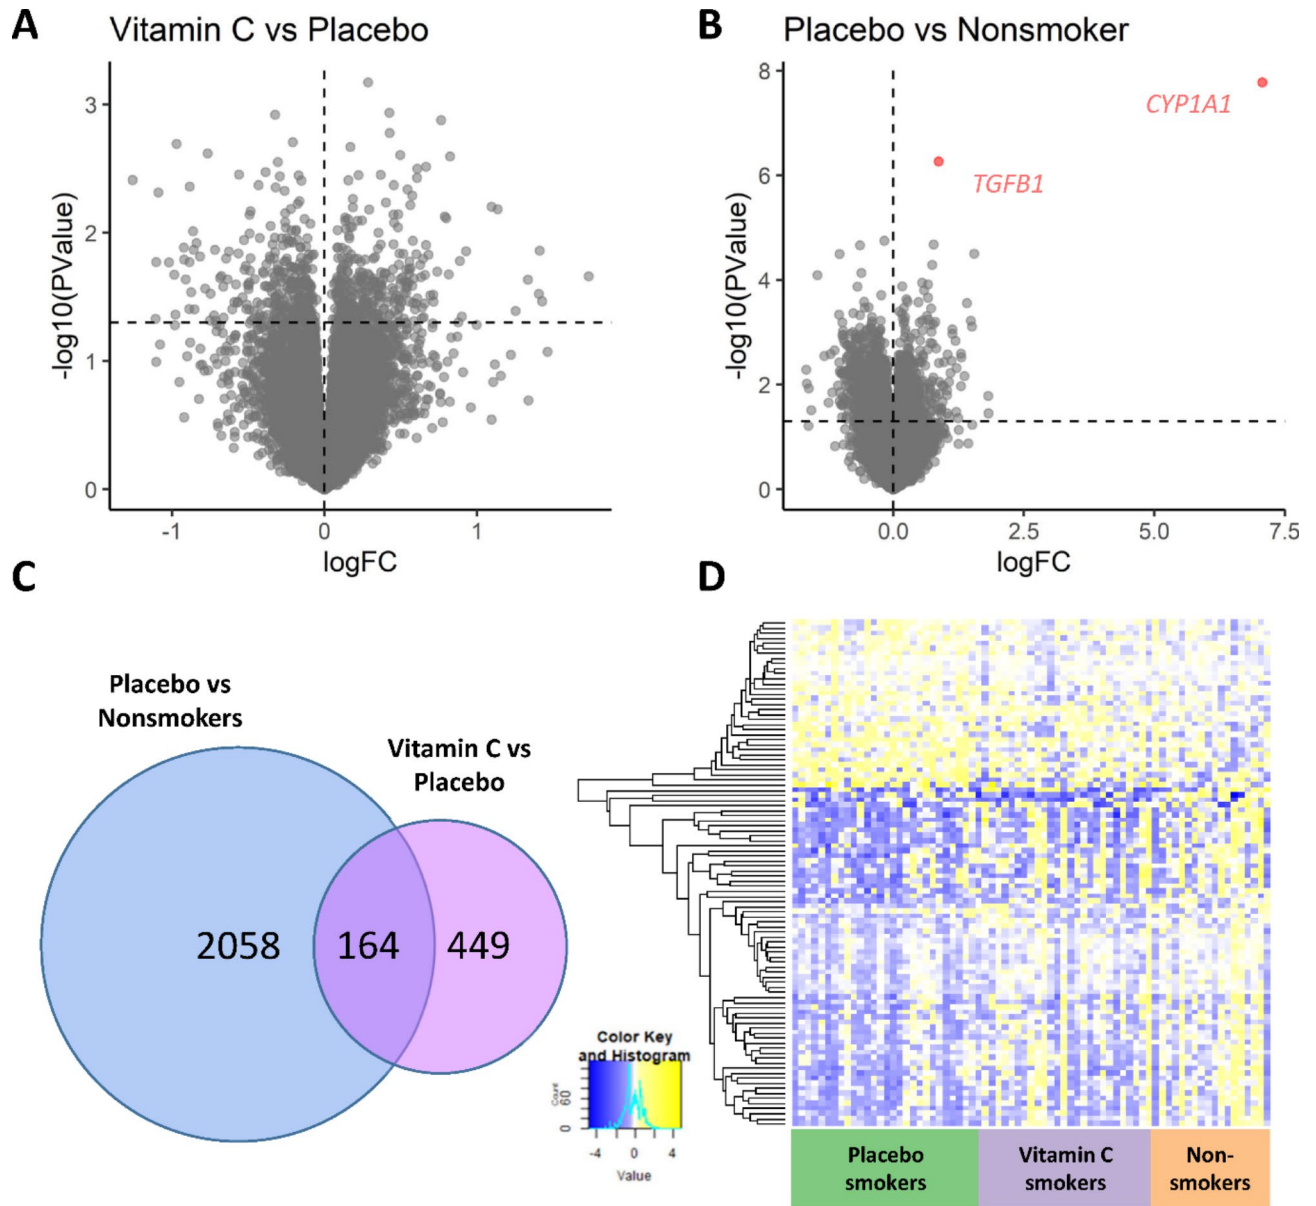 A
Vitamin C vs Placebo
-log10(PValue)
3
2
1
0
-1
0
1
logFC
B
Placebo vs Nonsmoker
-log10(PValue)
8
6
4
2
0
CYP1A1
TGFB1
0.0
2.5
5.0
7.5
logFC
C
Placebo vs
Nonsmokers
Vitamin C vs
Placebo
2058
164
449
D
Color Key
and Histogram
Count
0
60
-4
0
4
Value
Placebo
smokers
Vitamin C
smokers
Non-
smokers